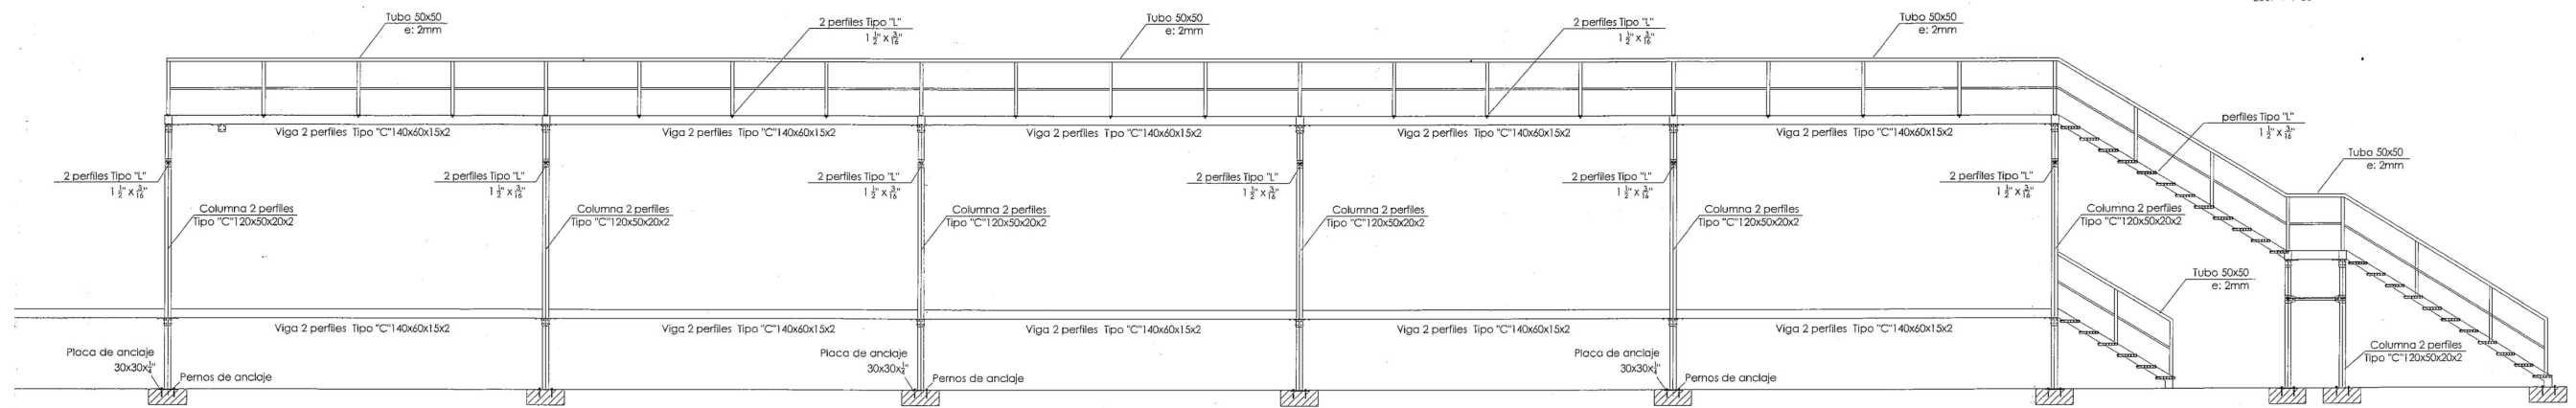 Tubo 50x50
e: 2mm
2 perfiles Tipo "L"
1 1/2" x 3/16"
Tubo 50x50
e: 2mm
2 perfiles Tipo "L"
1 1/2" x 3/16"
Tubo 50x50
e: 2mm
Viga 2 perfiles Tipo "C"140x60x15x2
Viga 2 perfiles Tipo "C"140x60x15x2
Viga 2 perfiles Tipo "C"140x60x15x2
Viga 2 perfiles Tipo "C"140x60x15x2
Viga 2 perfiles Tipo "C"140x60x15x2
perfiles Tipo "L"
1 1/2" x 3/16"
Tubo 50x50
e: 2mm
2 perfiles Tipo "L"
1 1/2" x 3/16"
2 perfiles Tipo "L"
1 1/2" x 3/16"
2 perfiles Tipo "L"
1 1/2" x 3/16"
2 perfiles Tipo "L"
1 1/2" x 3/16"
2 perfiles Tipo "L"
1 1/2" x 3/16"
2 perfiles Tipo "L"
1 1/2" x 3/16"
Columna 2 perfiles
Tipo "C"120x50x20x2
Columna 2 perfiles
Tipo "C"120x50x20x2
Columna 2 perfiles
Tipo "C"120x50x20x2
Columna 2 perfiles
Tipo "C"120x50x20x2
Columna 2 perfiles
Tipo "C"120x50x20x2
Columna 2 perfiles
Tipo "C"120x50x20x2
Tubo 50x50
e: 2mm
Viga 2 perfiles Tipo "C"140x60x15x2
Viga 2 perfiles Tipo "C"140x60x15x2
Viga 2 perfiles Tipo "C"140x60x15x2
Viga 2 perfiles Tipo "C"140x60x15x2
Viga 2 perfiles Tipo "C"140x60x15x2
Placa de anclaje
30x30x1/4"
Pernos de anclaje
Placa de anclaje
30x30x1/4"
Pernos de anclaje
Placa de anclaje
30x30x1/4"
Pernos de anclaje
Columna 2 perfiles
Tipo "C"120x50x20x2